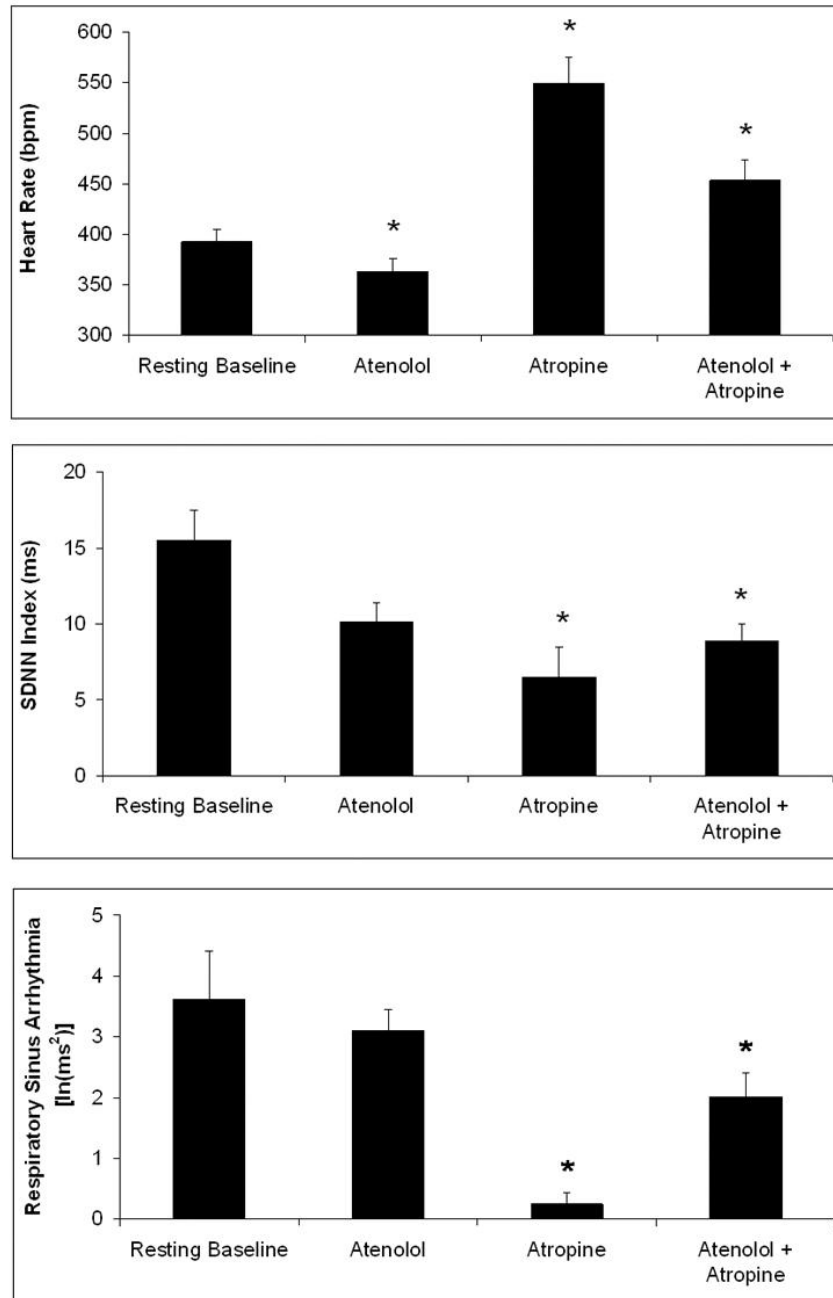 Heart Rate (bpm)
600
*
550
500
*
450
400
*
350
300
Resting Baseline Atenolol Atropine Atenolol +
Atropine
SDNN Index (ms)
20
15
10
*
*
5
0
Resting Baseline Atenolol Atropine Atenolol +
Atropine
Respiratory Sinus Arrhythmia
[ln(ms²)]
5
4
3
*
2
1
*
0
Resting Baseline Atenolol Atropine Atenolol +
Atropine